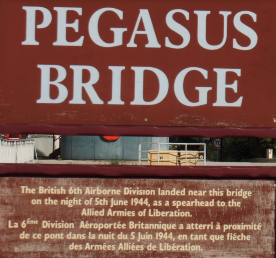 PEGASUS
BRIDGE
The British 6th Airborne Division landed near this bridge
on the night of 5th June 1944, as a spearhead to the
Allied Armies of Liberation.
La 6ème Division Aéroportée Britannique a atterri à proximité
de ce pont dans la nuit du 5 Juin 1944, en tant que flèche
des Armées Alliées de Libération.